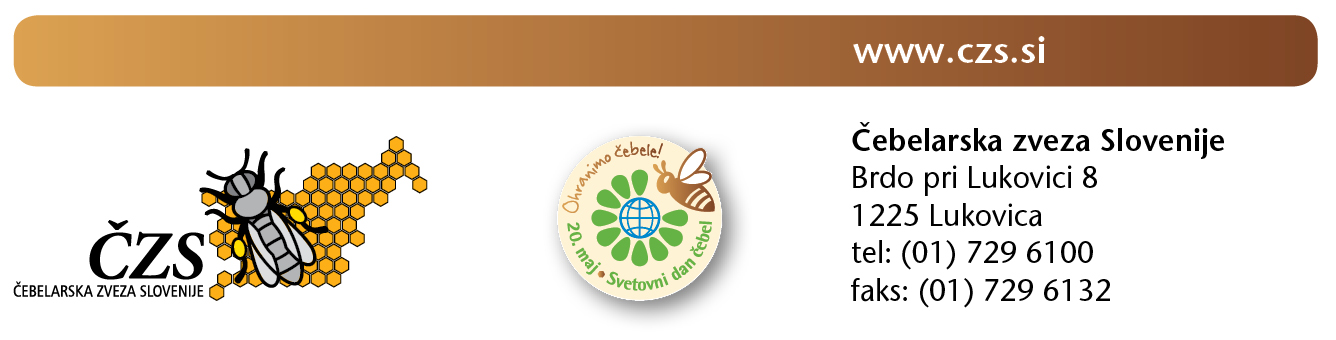 www.czs.si
ČZS
ČEBELARSKA ZVEZA SLOVENIJE
Ohranimo čebele!
20. maj • Svetovni dan čebel
Čebelarska zveza Slovenije
Brdo pri Lukovici 8
1225 Lukovica
tel: (01) 729 6100
faks: (01) 729 6132